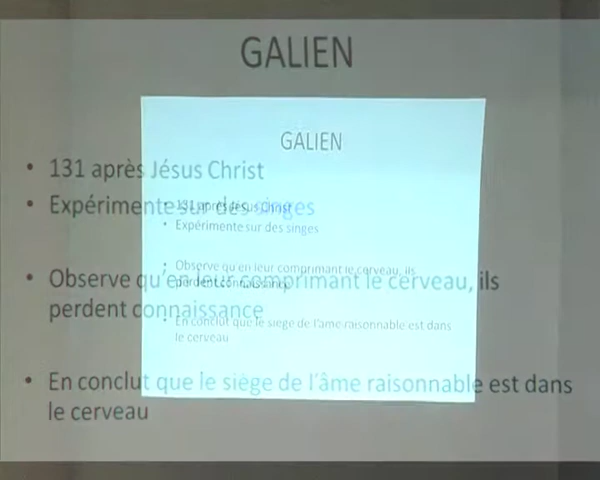 GALIEN
• 131 après Jésus Christ
• Expérimente sur des singes
• Observe qu'en leur comprimant le cerveau, ils
perdent connaissance
• En conclut que le siège de l'âme raisonnable est dans
le cerveau
GALIEN
• 131 après Jésus Christ
• Expérimente sur des singes
• Observe qu'en leur comprimant le cerveau, ils
perdent connaissance
• En conclut que le siege de l'ame raisonnable est dans
le cerveau